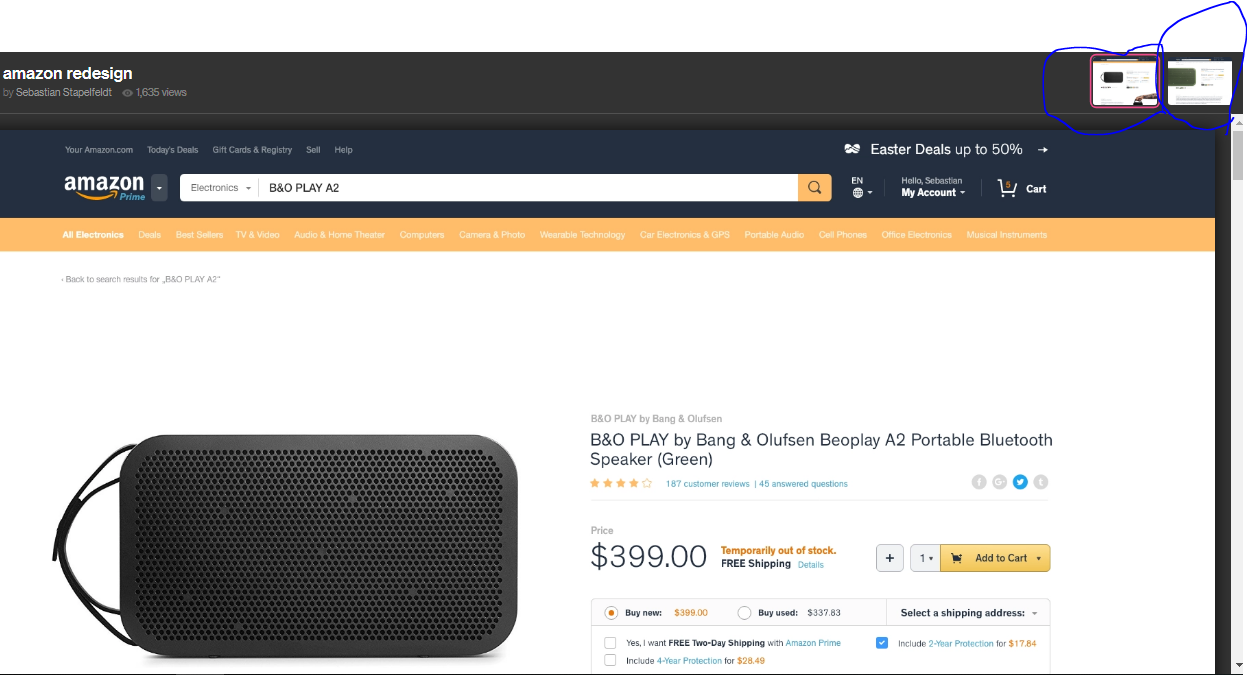 amazon redesign
by Sebastian Stapelfeldt 1,635 views
Your Amazon.com Today's Deals Gift Cards & Registry Sell Help
Easter Deals up to 50% →
amazon Prime
Electronics B&O PLAY A2
EN
Hello, Sebastian
My Account
5 Cart
All Electronics Deals Best Sellers TV & Video Audio & Home Theater Computers Camera & Photo Wearable Technology Car Electronics & GPS Portable Audio Cell Phones Office Electronics Musical Instruments
‹ Back to search results for „B&O PLAY A2"
B&O PLAY by Bang & Olufsen
B&O PLAY by Bang & Olufsen Beoplay A2 Portable Bluetooth
Speaker (Green)
187 customer reviews | 45 answered questions
Price
$399.00
Temporarily out of stock.
FREE Shipping Details
+ 1 Add to Cart
Buy new: $399.00 Buy used: $337.83 Select a shipping address:
Yes, I want FREE Two-Day Shipping with Amazon Prime
Include 2-Year Protection for $17.84
Include 4-Year Protection for $28.49